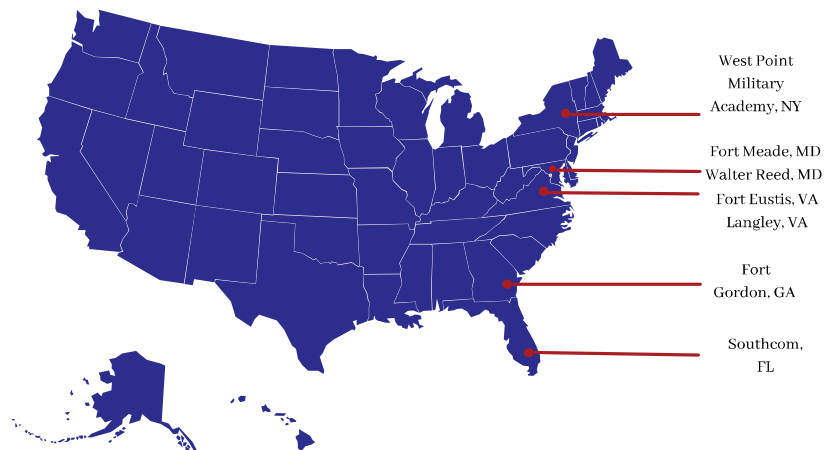 West Point
Military
Academy, NY
Fort Meade, MD
Walter Reed, MD
Fort Eustis, VA
Langley, VA
Fort
Gordon, GA
Southcom,
FL